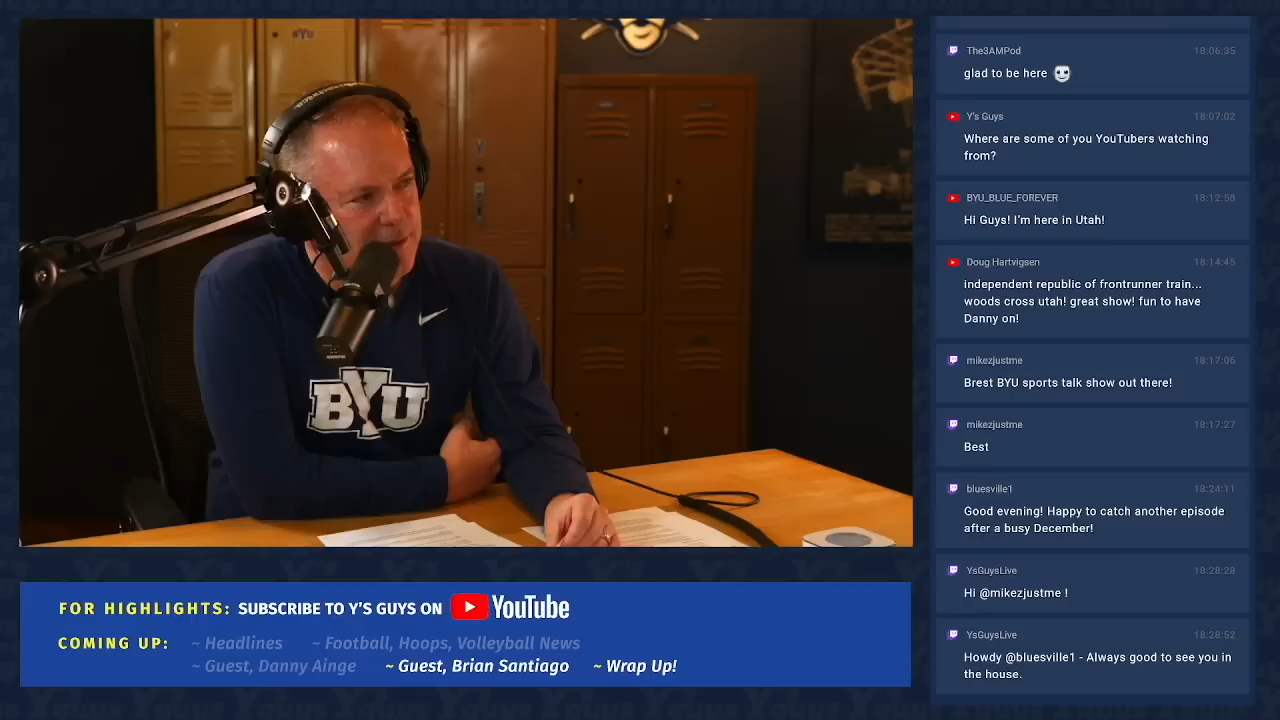 BYU
FOR HIGHLIGHTS: SUBSCRIBE TO Y'S GUYS ON YouTube
COMING UP: ~ Headlines ~ Football, Hoops, Volleyball News
~ Guest, Danny Ainge ~ Guest, Brian Santiago ~ Wrap Up!
The3AMPod 18:06:35
glad to be here
Y's Guys 18:07:02
Where are some of you YouTubers watching
from?
BYU_BLUE_FOREVER 18:12:58
Hi Guys! I'm here in Utah!
Doug Hartvigsen 18:14:45
independent republic of frontrunner train...
woods cross utah! great show! fun to have
Danny on!
mikezjustme 18:17:06
Brest BYU sports talk show out there!
mikezjustme 18:17:27
Best
bluesville1 18:24:11
Good evening! Happy to catch another episode
after a busy December!
YsGuysLive 18:28:28
Hi @mikezjustme !
YsGuysLive 18:28:52
Howdy @bluesville1 - Always good to see you in
the house.